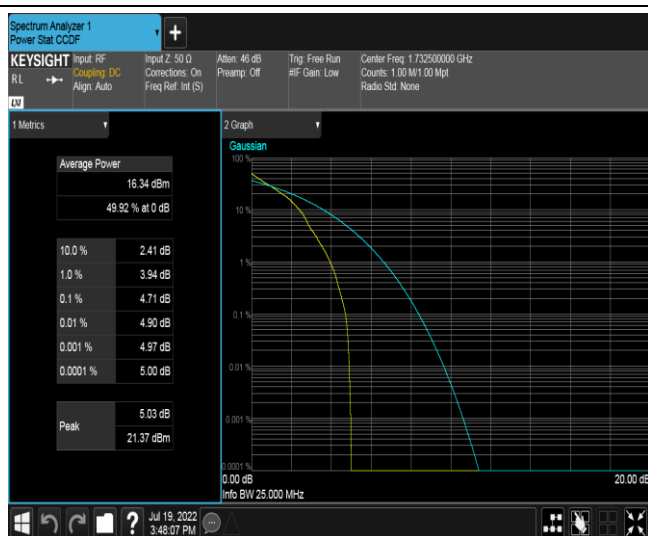 Spectrum Analyzer 1
Power Stat CCDF
+
KEYSIGHT Input: RF Input Z: 50 Ω Atten: 46 dB Trig: Free Run Center Freq: 1.732500000 GHz
RL Coupling: DC Corrections: On Preamp: Off #IF Gain: Low Counts: 1.00 M/1.00 Mpt
Align: Auto Freq Ref: Int (S) Radio Std: None
LXI
1 Metrics
Average Power
16.34 dBm
49.92 % at 0 dB
10.0 % 2.41 dB
1.0 % 3.94 dB
0.1 % 4.71 dB
0.01 % 4.90 dB
0.001 % 4.97 dB
0.0001 % 5.00 dB
Peak 5.03 dB
21.37 dBm
2 Graph
Gaussian
100 %
10 %
1 %
0.1 %
0.01 %
0.001 %
0.0001 %
0.00 dB 20.00 dB
Info BW 25.000 MHz
? Jul 19, 2022
3:48:07 PM